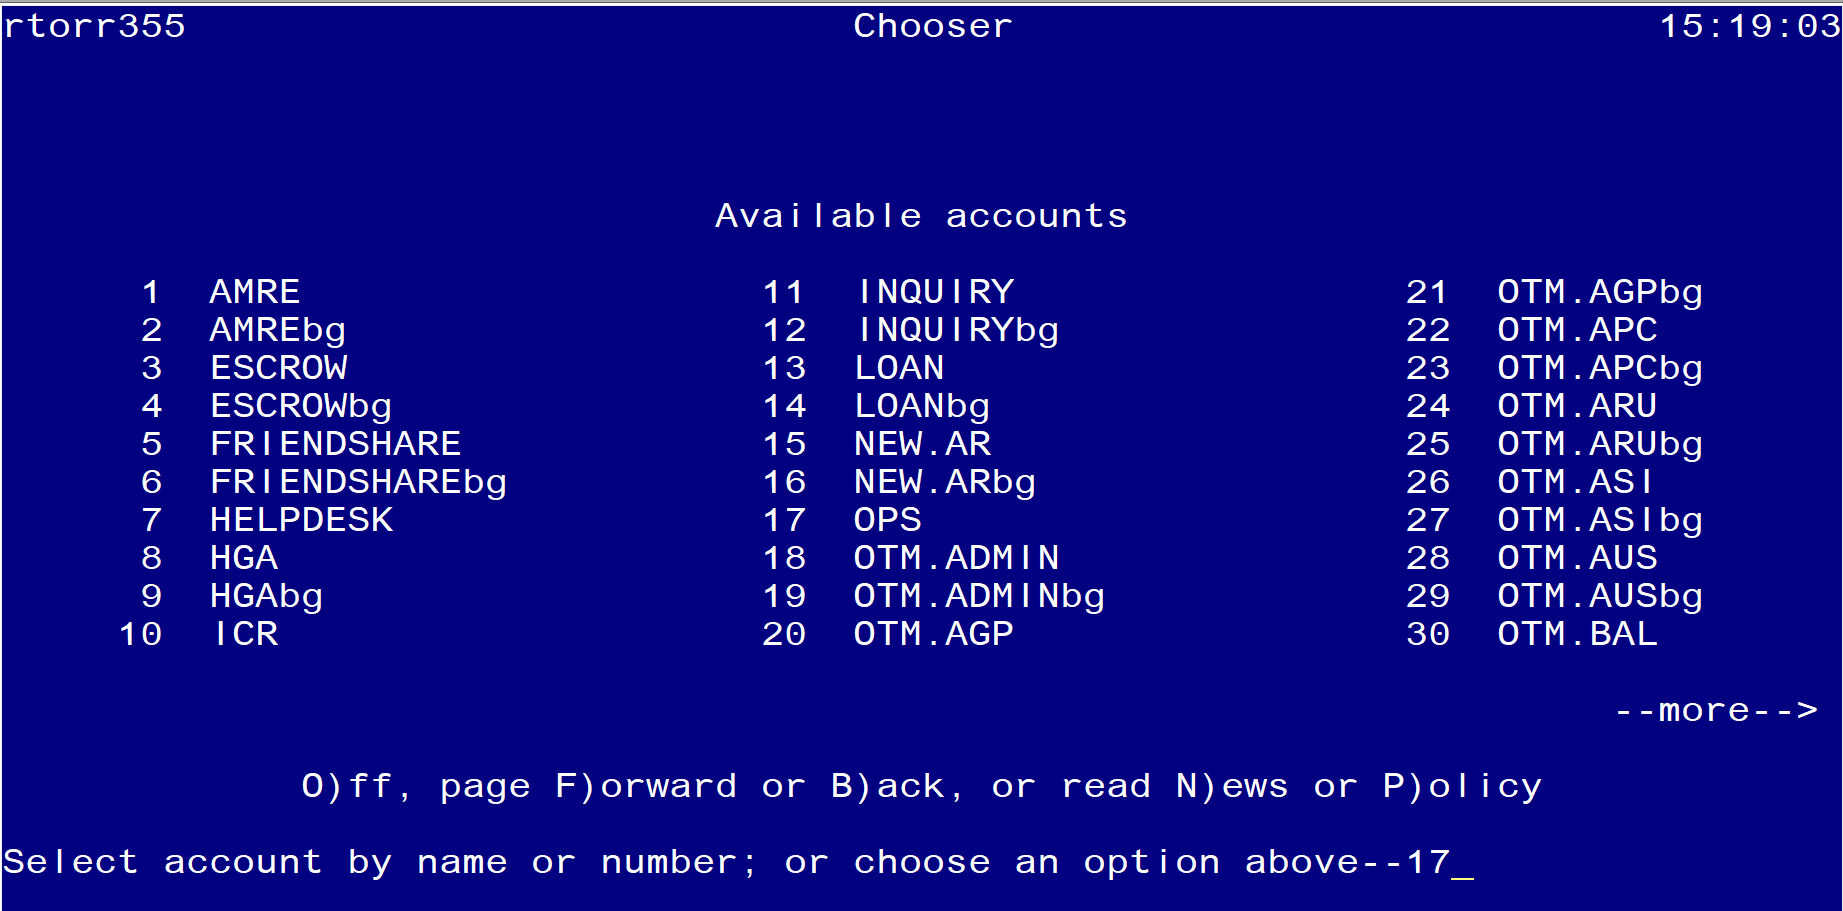 rtorr355 Chooser 15:19:03
Available accounts
1 AMRE 11 INQUIRY 21 OTM.AGPbg
2 AMREbg 12 INQUIRYbg 22 OTM.APC
3 ESCROW 13 LOAN 23 OTM.APCbg
4 ESCROWbg 14 LOANbg 24 OTM.ARU
5 FRIENDSHARE 15 NEW.AR 25 OTM.ARUbg
6 FRIENDSHAREbg 16 NEW.ARbg 26 OTM.ASI
7 HELPDESK 17 OPS 27 OTM.ASIbg
8 HGA 18 OTM.ADMIN 28 OTM.AUS
9 HGAbg 19 OTM.ADMINbg 29 OTM.AUSbg
10 ICR 20 OTM.AGP 30 OTM.BAL
--more-->
O)ff, page F)orward or B)ack, or read N)ews or P)olicy
Select account by name or number; or choose an option above--17_